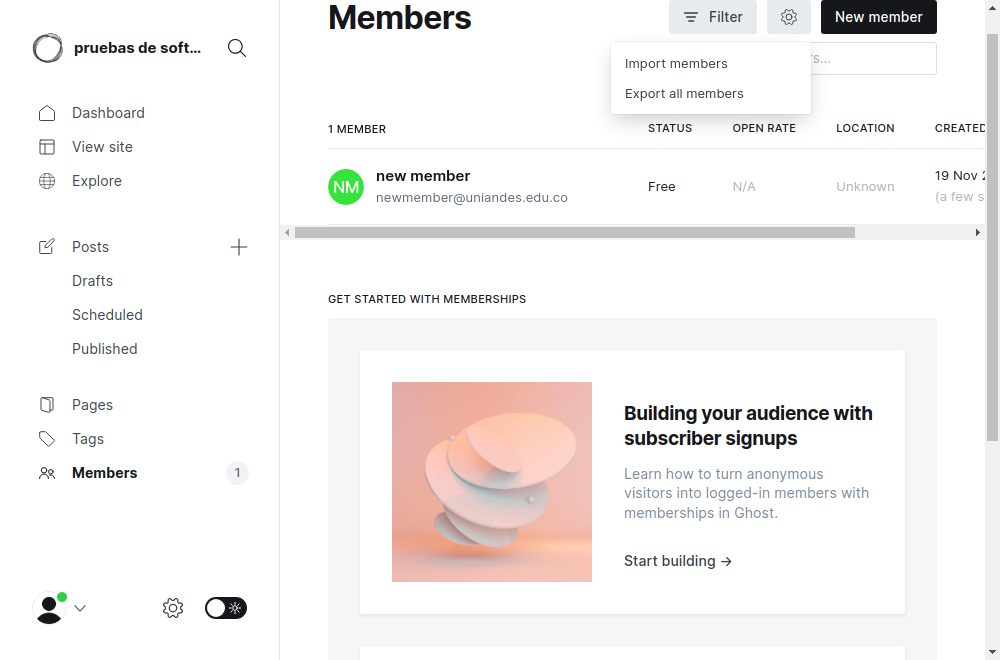 pruebas de soft...
Dashboard
View site
Explore
Posts
Drafts
Scheduled
Published
Pages
Tags
Members
1
Members
Filter
New member
Import members
Export all members
1 MEMBER
STATUS
OPEN RATE
LOCATION
CREATED
NM
new member
newmember@uniandes.edu.co
Free
N/A
Unknown
19 Nov 2
(a few s
GET STARTED WITH MEMBERSHIPS
Building your audience with
subscriber signups
Learn how to turn anonymous
visitors into logged-in members with
memberships in Ghost.
Start building →